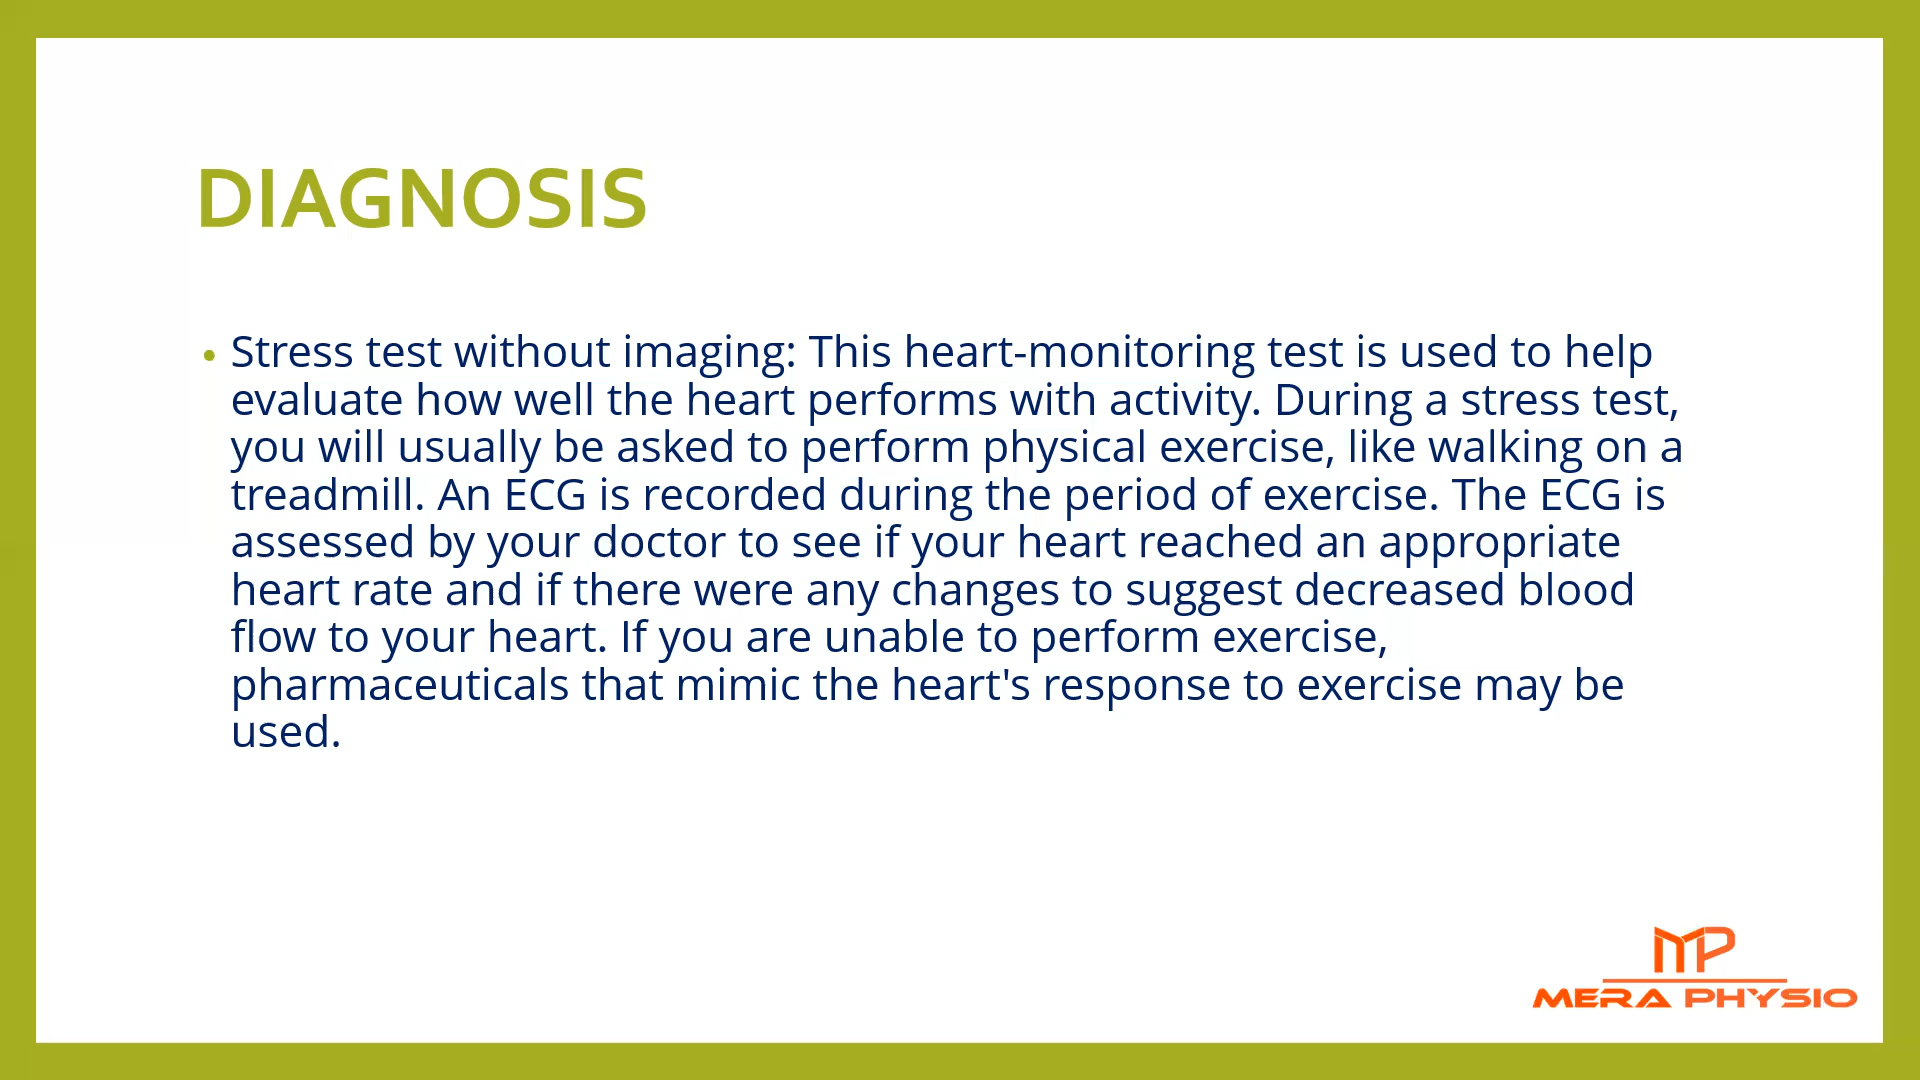 DIAGNOSIS
• Stress test without imaging: This heart-monitoring test is used to help
evaluate how well the heart performs with activity. During a stress test,
you will usually be asked to perform physical exercise, like walking on a
treadmill. An ECG is recorded during the period of exercise. The ECG is
assessed by your doctor to see if your heart reached an appropriate
heart rate and if there were any changes to suggest decreased blood
flow to your heart. If you are unable to perform exercise,
pharmaceuticals that mimic the heart's response to exercise may be
used.
MP
MERA PHYSIO